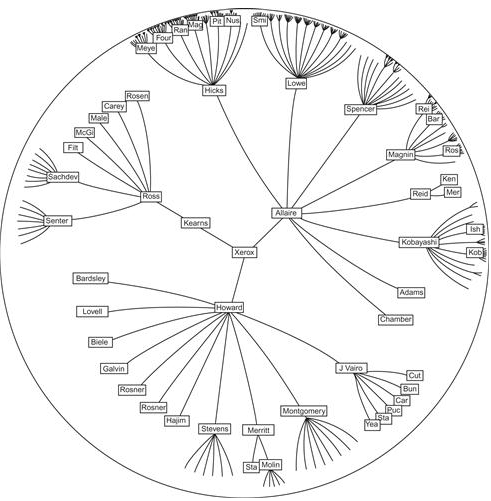 Mag
Pit
Nus
Smi
Ran
Four
Meye
Hicks
Lowe
Rosen
Carey
Spencer
Rei
Male
Bar
McGi
Filt
Magnin
Ros
Sachdev
Ken
Ross
Reid
Mer
Allaire
Senter
Kearns
Ish
Kobayashi
Xerox
Kob
Bardsley
Adams
Lovell
Howard
Chamber
Biele
Galvin
J Vairo
Cut
Rosner
Bun
Car
Rosner
Puc
Montgomery
Hajim
Sta
Yea
Stevens
Merritt
Sta
Molin